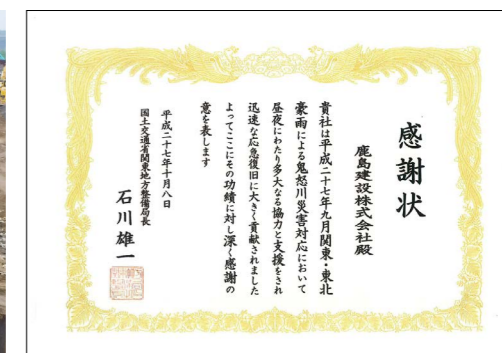 感謝状
鹿島建設株式会社殿
貴社は平成二十七年九月関東・東北
豪雨による鬼怒川災害対応において
昼夜にわたり多大なる協力と支援をされ
迅速な応急復旧に大きく貢献されました
よってここにその功績に対し深く感謝の
意を表します
平成二十七年十月八日
国土交通省関東地方整備局長
石川雄一